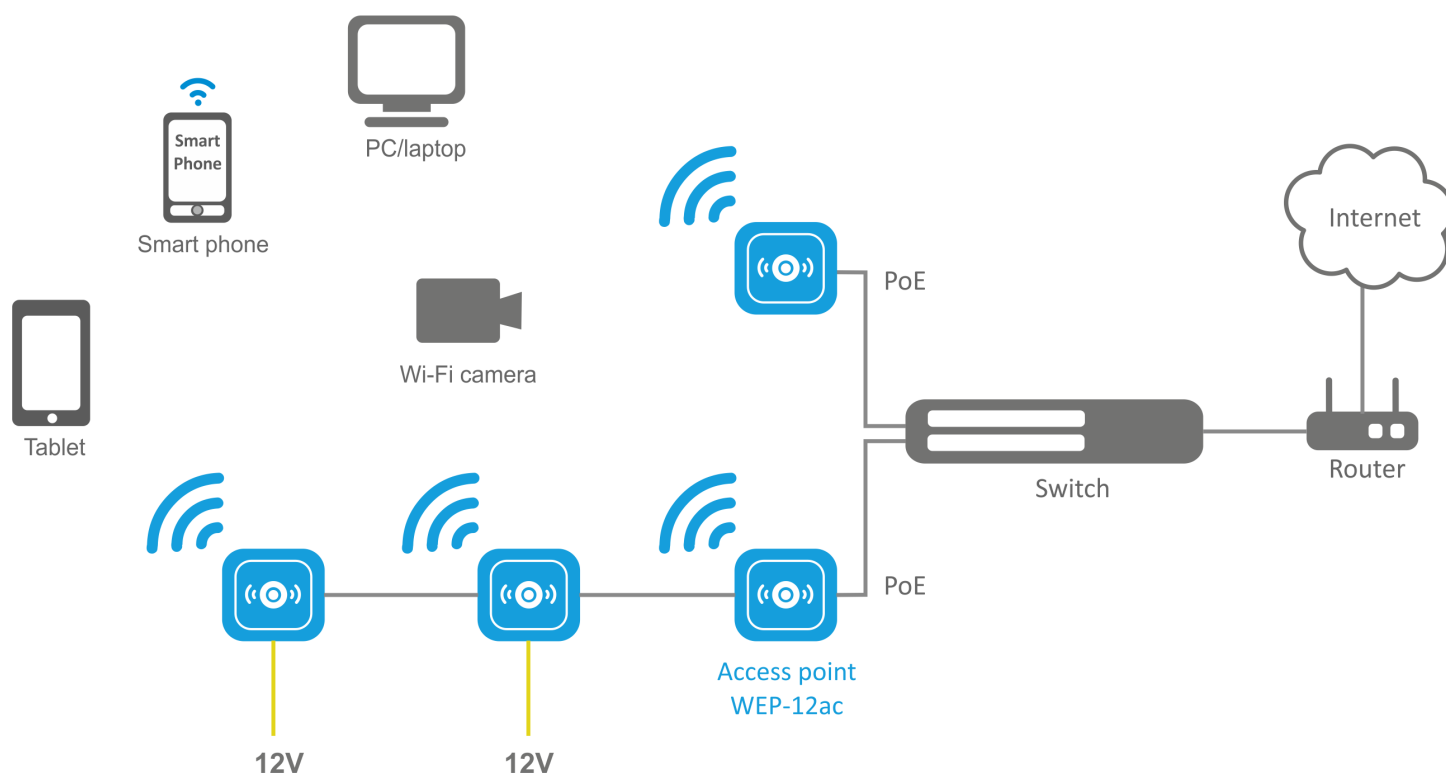 Smart
Phone
Smart phone
PC/laptop
Internet
PoE
Wi-Fi camera
Tablet
Switch
Router
PoE
Access point
WEP-12ac
12V
12V